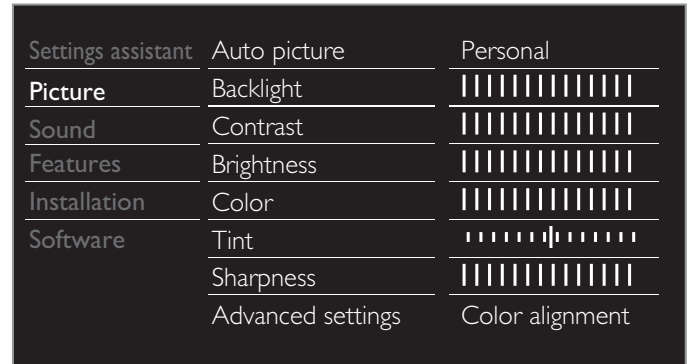 Settings assistant Auto picture Personal
Picture Backlight
Sound Contrast
Features Brightness
Installation Color
Software Tint
Sharpness
Advanced settings Color alignment